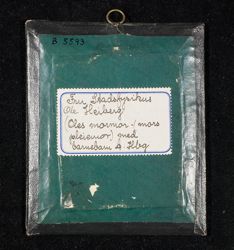 B 5593
Fru Stadsfysikus
Ole Heiberg
(Oles mormor - (mors
pleiemor) med
barnebarn A. Kbg